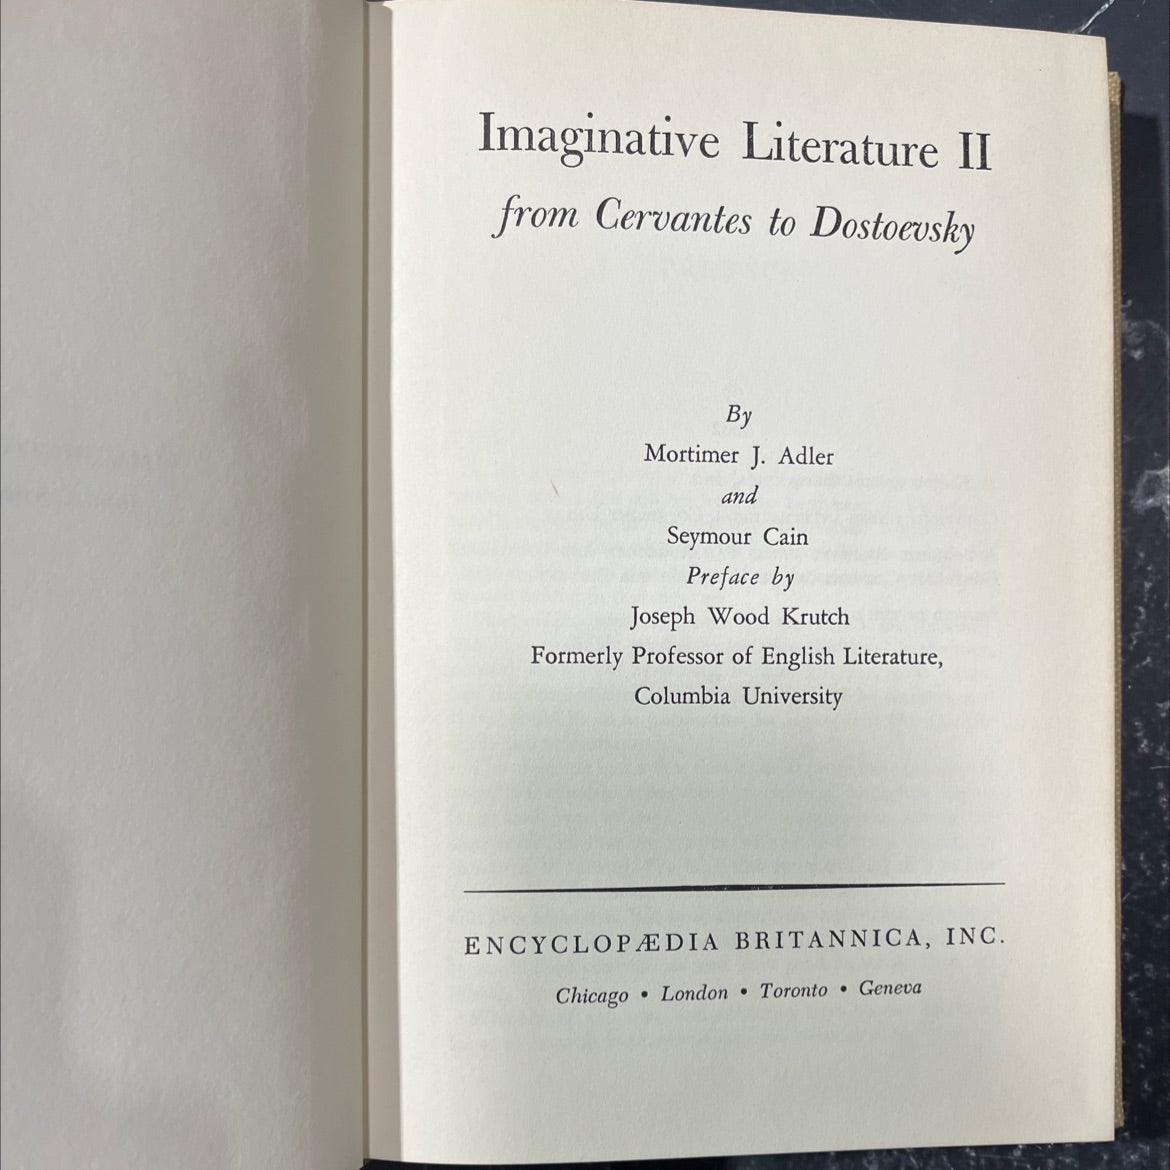 Imaginative Literature II
from Cervantes to Dostoevsky
By
Mortimer J. Adler
and
Seymour Cain
Preface by
Joseph Wood Krutch
Formerly Professor of English Literature,
Columbia University
ENCYCLOPÆDIA BRITANNICA, INC.
Chicago • London • Toronto • Geneva